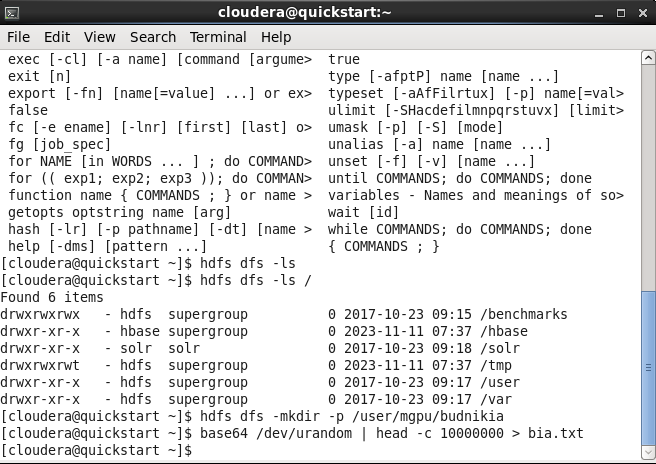 cloudera@quickstart:~
File Edit View Search Terminal Help
exec [-cl] [-a name] [command [argume> true
exit [n] type [-afptP] name [name ...]
export [-fn] [name[=value] ...] or ex> typeset [-aAfFilrtux] [-p] name[=val>
false ulimit [-SHacdefilmnpqrstuvx] [limit>
fc [-e ename] [-lnr] [first] [last] o> umask [-p] [-S] [mode]
fg [job_spec] unalias [-a] name [name ...]
for NAME [in WORDS ... ] ; do COMMAND> unset [-f] [-v] [name ...]
for (( exp1; exp2; exp3 )); do COMMAN> until COMMANDS; do COMMANDS; done
function name { COMMANDS ; } or name > variables - Names and meanings of so>
getopts optstring name [arg] wait [id]
hash [-lr] [-p pathname] [-dt] [name > while COMMANDS; do COMMANDS; done
help [-dms] [pattern ...] { COMMANDS ; }
[cloudera@quickstart ~]$ hdfs dfs -ls
[cloudera@quickstart ~]$ hdfs dfs -ls /
Found 6 items
drwxrwxrwx - hdfs supergroup 0 2017-10-23 09:15 /benchmarks
drwxr-xr-x - hbase supergroup 0 2023-11-11 07:37 /hbase
drwxr-xr-x - solr solr 0 2017-10-23 09:18 /solr
drwxrwxrwt - hdfs supergroup 0 2023-11-11 07:37 /tmp
drwxr-xr-x - hdfs supergroup 0 2017-10-23 09:17 /user
drwxr-xr-x - hdfs supergroup 0 2017-10-23 09:17 /var
[cloudera@quickstart ~]$ hdfs dfs -mkdir -p /user/mgpu/budnikia
[cloudera@quickstart ~]$ base64 /dev/urandom | head -c 10000000 > bia.txt
[cloudera@quickstart ~]$